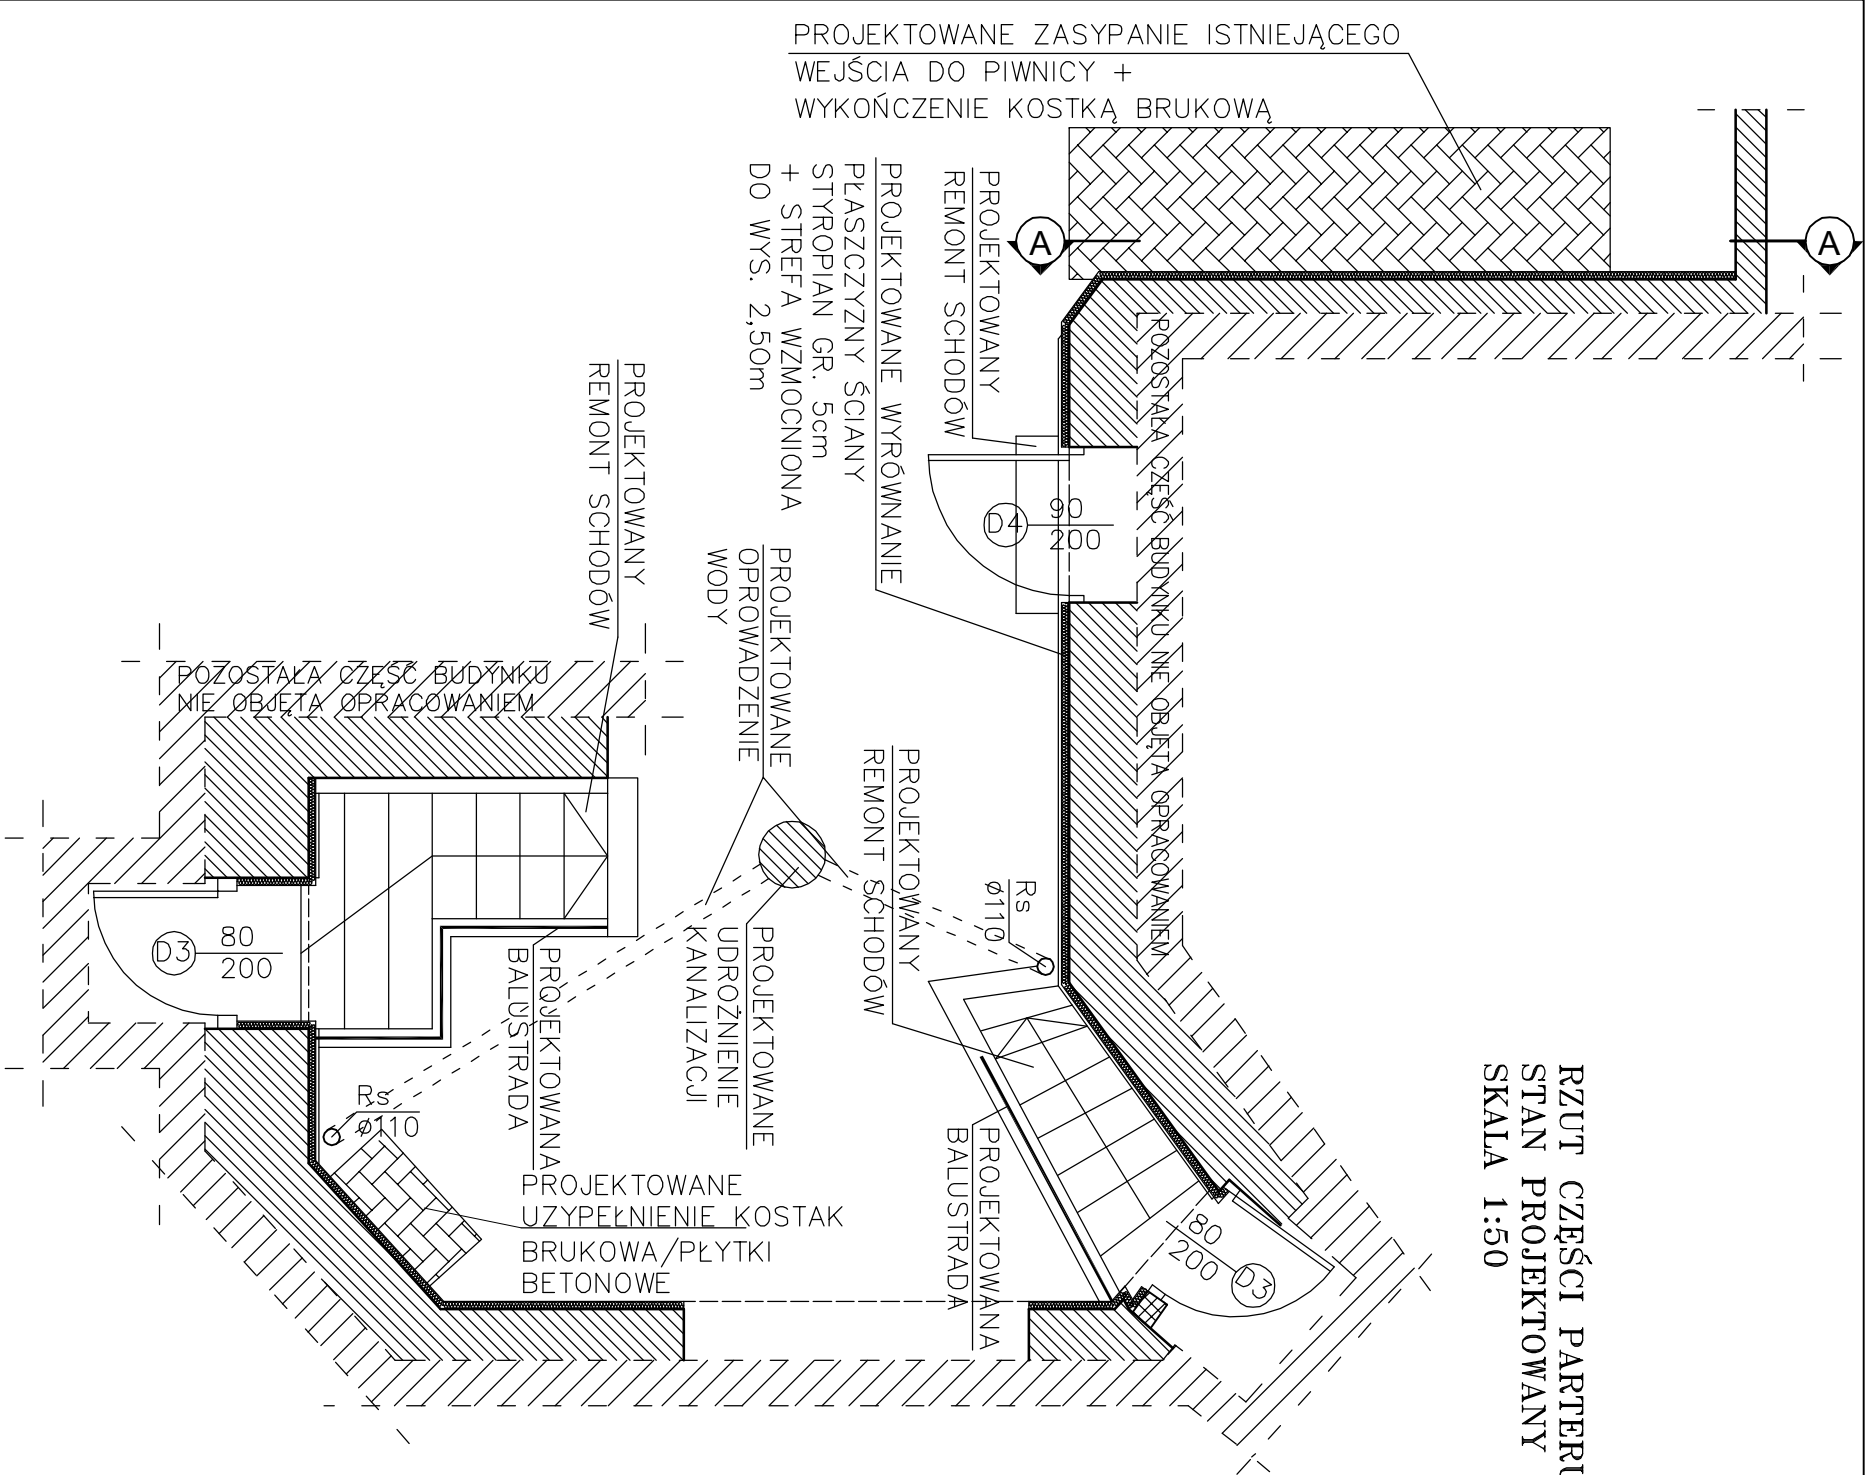 PROJEKTOWANE ZASYPANIE ISTNIEJĄCEGO
WEJŚCIA DO PIWNICY +
WYKOŃCZENIE KOSTKĄ BRUKOWĄ
A
A
PROJEKTOWANY
REMONT SCHODÓW
PROJEKTOWANE WYRÓWNANIE
PŁASZCZYZNY ŚCIANY
STYROPIAN GR. 5cm
+ STREFA WZMOCNIONA
DO WYS. 2,50m
POZOSTAŁA CZĘŚĆ BUDYNKU NIE OBJĘTA OPRACOWANIEM
D4
90
200
PROJEKTOWANY
REMONT SCHODÓW
PROJEKTOWANE
OPROWADZENIE
WODY
POZOSTAŁA CZĘŚĆ BUDYNKU
NIE OBJĘTA OPRACOWANIEM
PROJEKTOWANY
REMONT SCHODÓW
Rs
ø110
D3
80
200
PROJEKTOWANA
BALUSTRADA
PROJEKTOWANE
UDROŻNIENIE
KANALIZACJI
Rs
ø110
PROJEKTOWANE
UZYPEŁNIENIE KOSTAK
BRUKOWA/PŁYTKI
BETONOWE
PROJEKTOWANA
BALUSTRADA
80
200
D3
RZUT CZĘŚCI PARTERU
STAN PROJEKTOWANY
SKALA 1:50